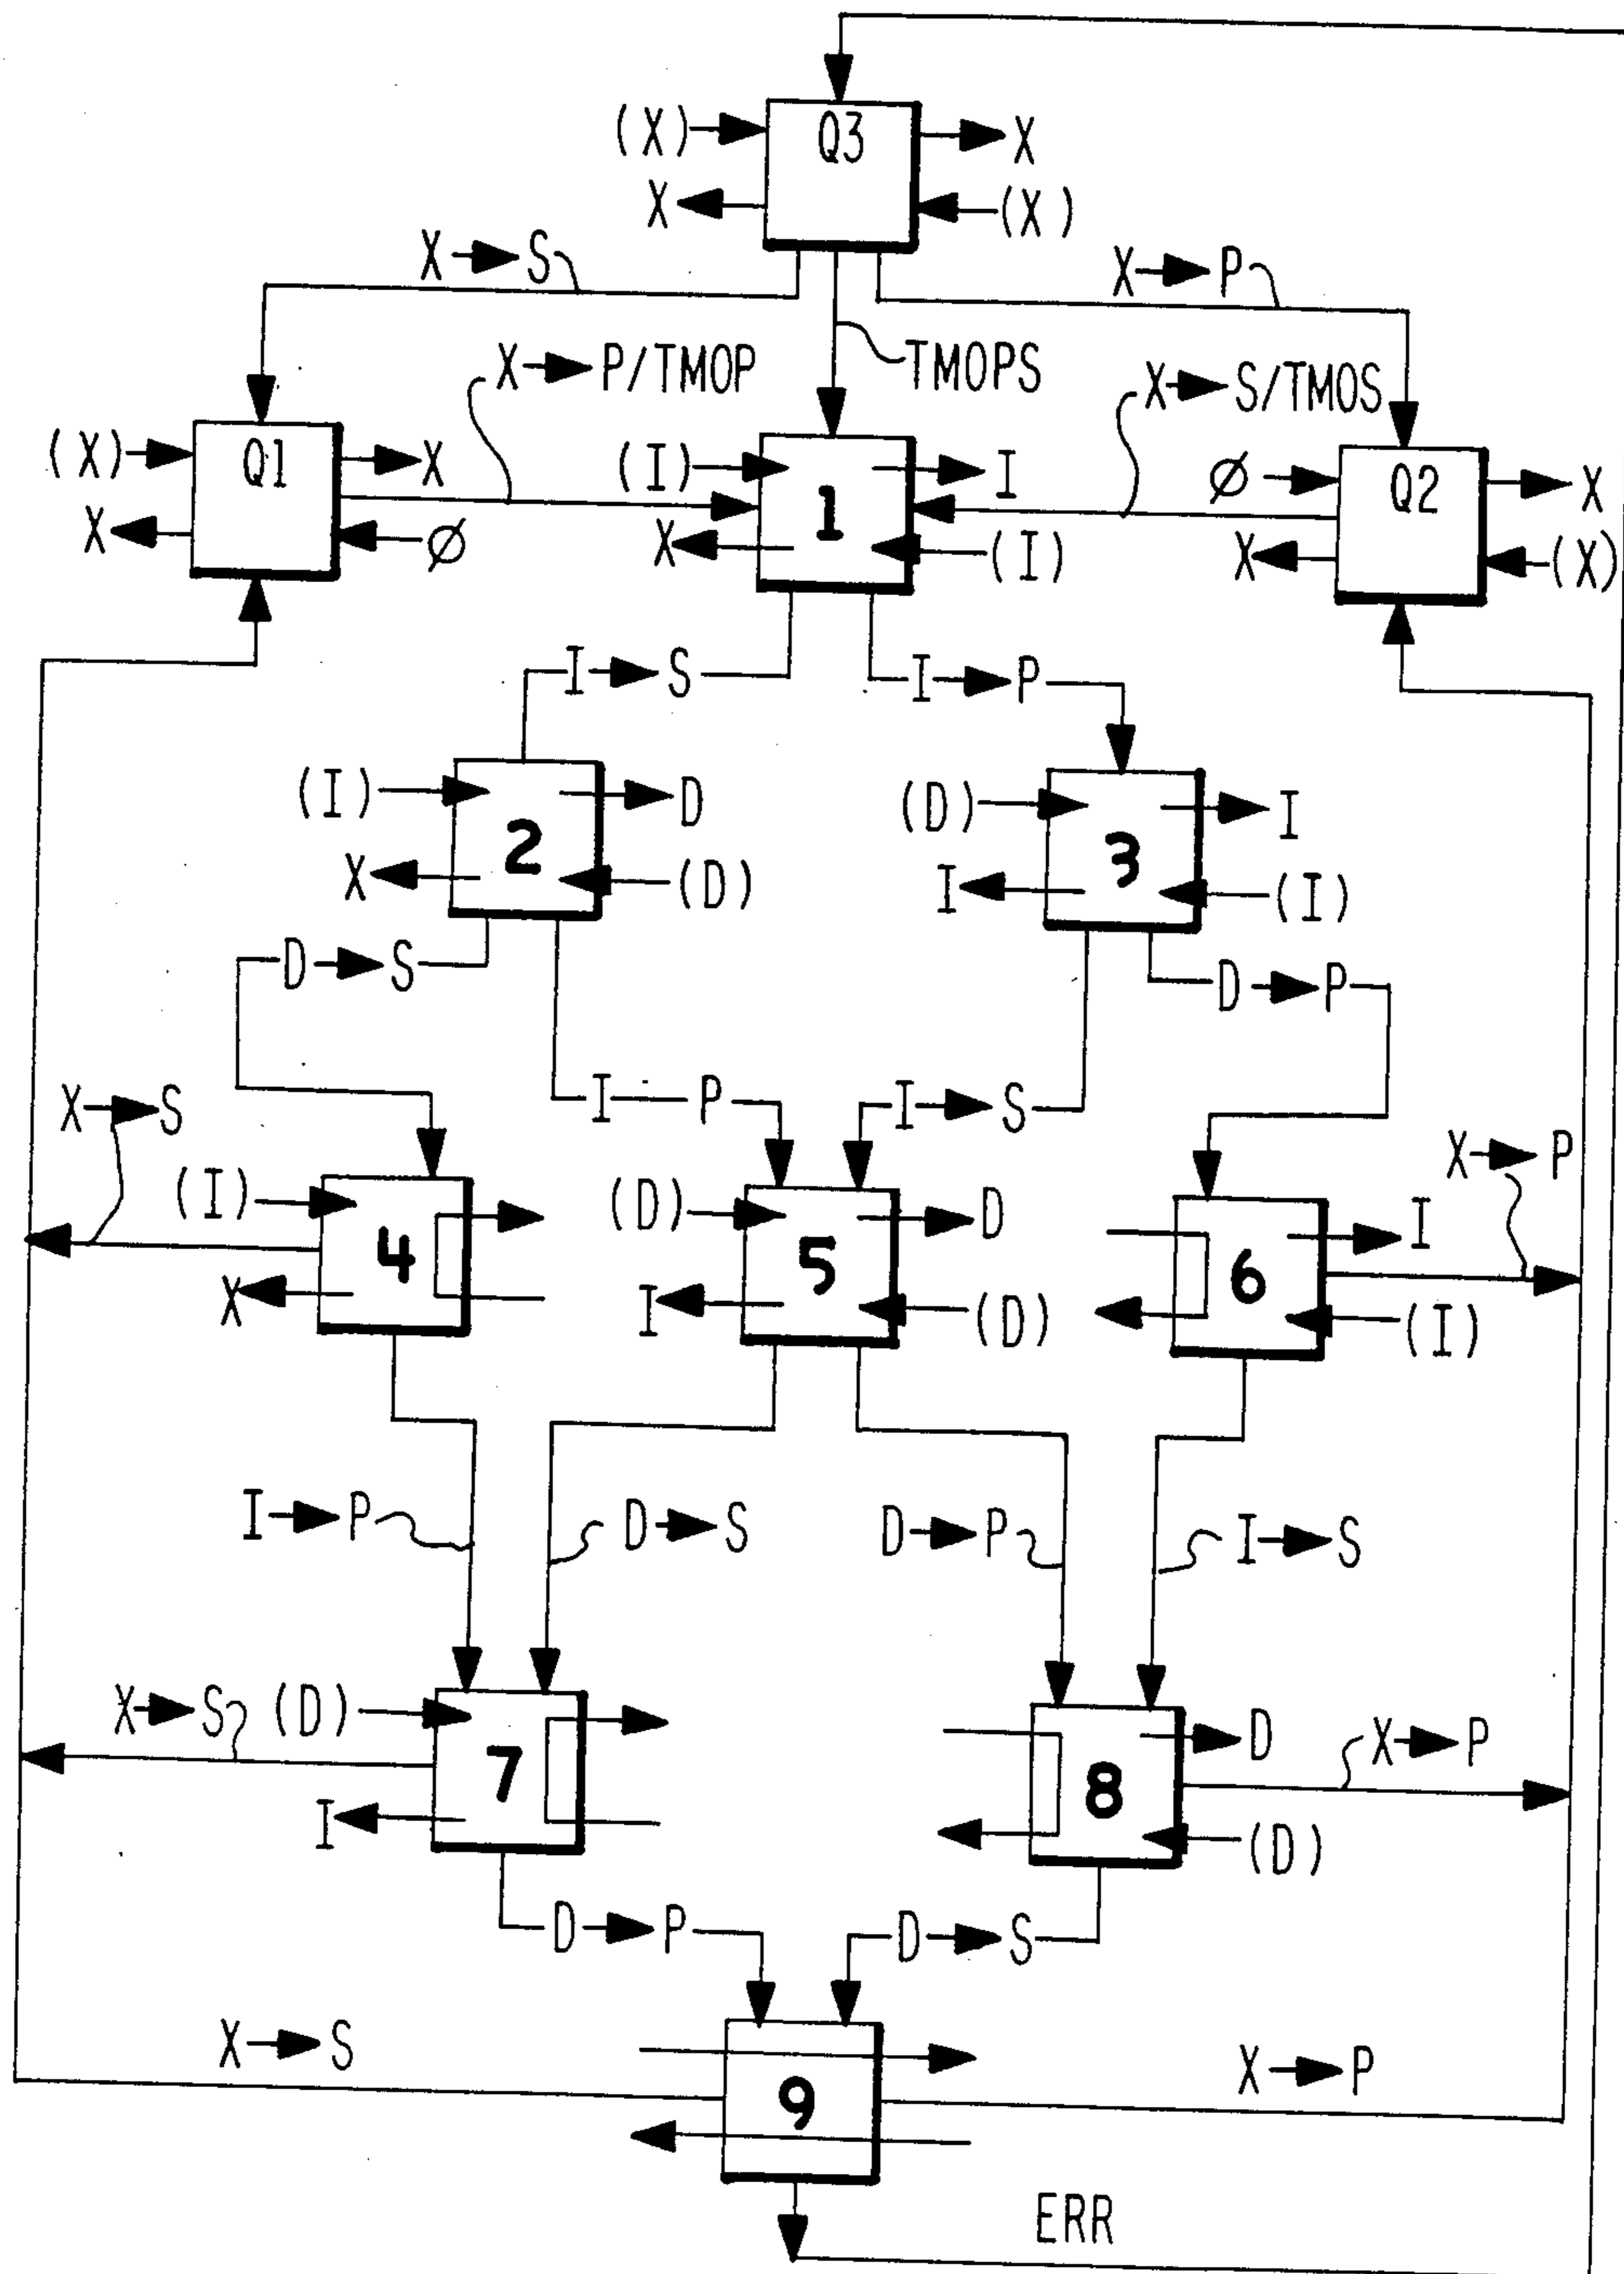 (X) Q3 X
X (X)
X S X P
X P/TMOP TMOPS X S/TMOS
(X) Q1 X (I) I Ø Q2 X
X Ø X 1 (I) X (X)
I S I P
(I) D (D) I
X 2 (D) I 3 (I)
D S D P
X S I P I S X P
(I) 4 (D) 5 D 6 I
X I (D) (I)
I P D S D P I S
X S (D) 7 8 D X P
I (D)
D P D S
X S 9 X P
ERR